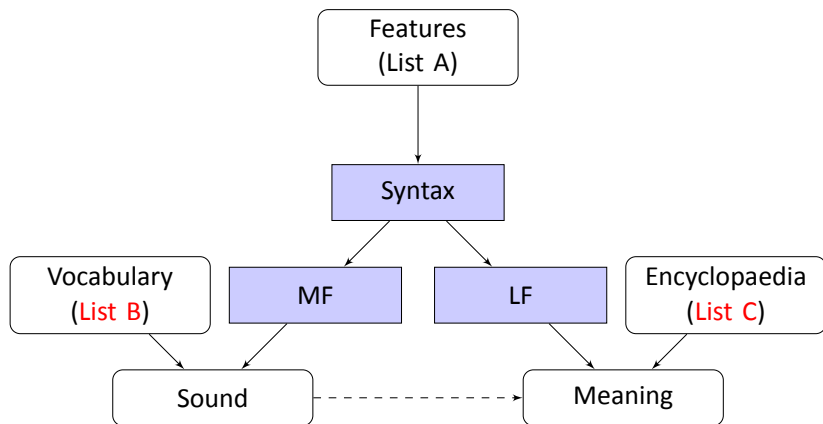 Features
(List A)
Syntax
Vocabulary
(List B)
MF
LF
Encyclopaedia
(List C)
Sound
Meaning